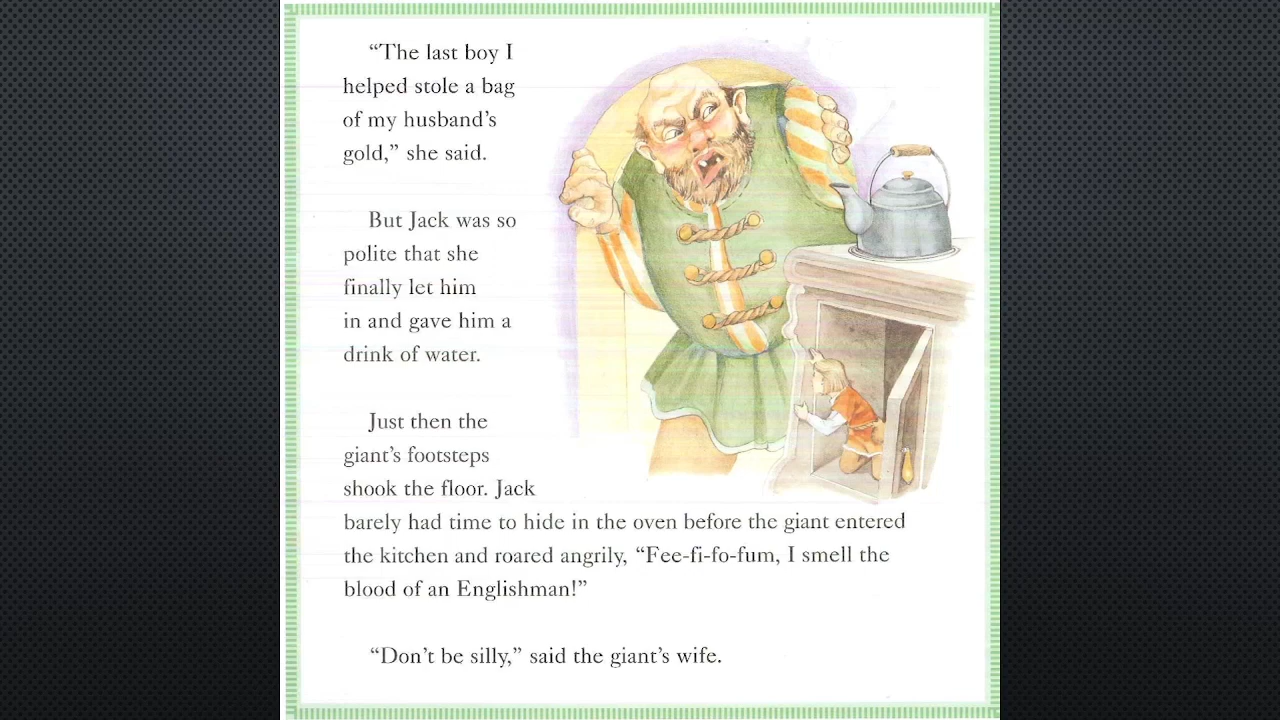 “The last boy I
helped stole a bag
of my husband’s
gold,” she said.
But Jack was so
polite that she
finally let him
in and gave him a
drink of water.
Just then the
giant’s footsteps
shook the floor. Jack
barely had time to hide in the oven before the giant entered
the kitchen and roared angrily, “Fee-fi-fo-fum, I smell the
blood of an Englishman!”
“Don’t be silly,” said the giant’s wife.